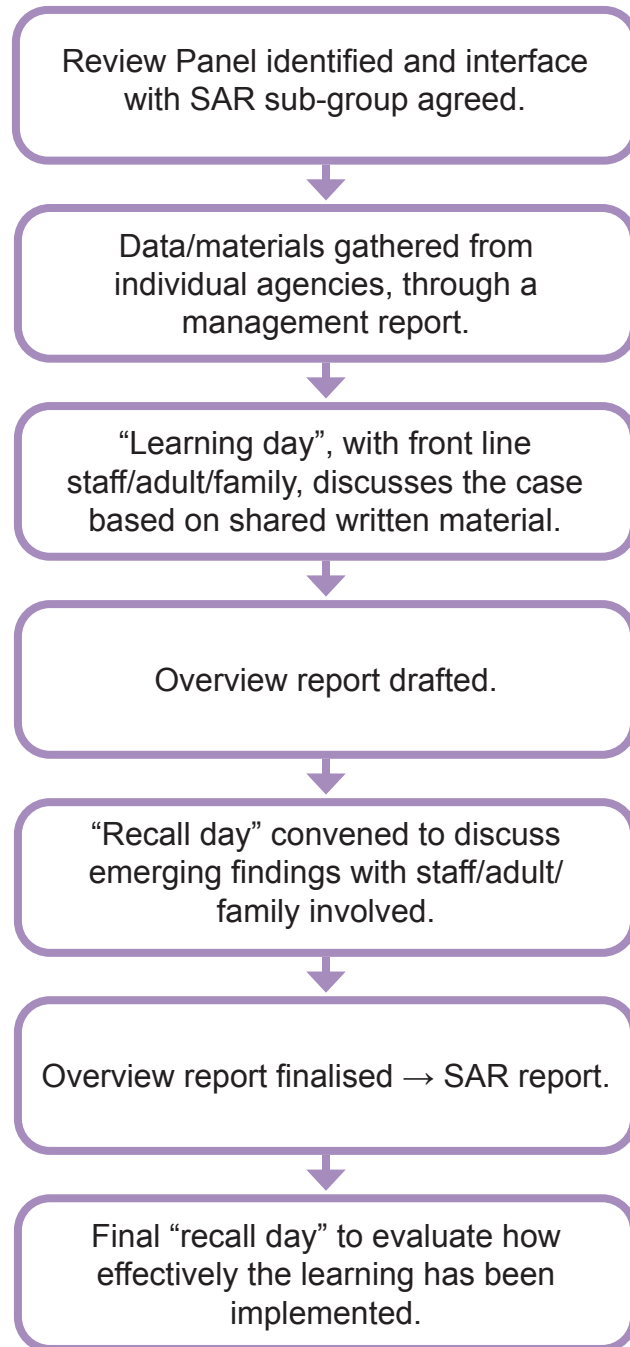 Review Panel identified and interface
with SAR sub-group agreed.
Data/materials gathered from
individual agencies, through a
management report.
“Learning day”, with front line
staff/adult/family, discusses the case
based on shared written material.
Overview report drafted.
“Recall day” convened to discuss
emerging findings with staff/adult/
family involved.
Overview report finalised → SAR report.
Final “recall day” to evaluate how
effectively the learning has been
implemented.